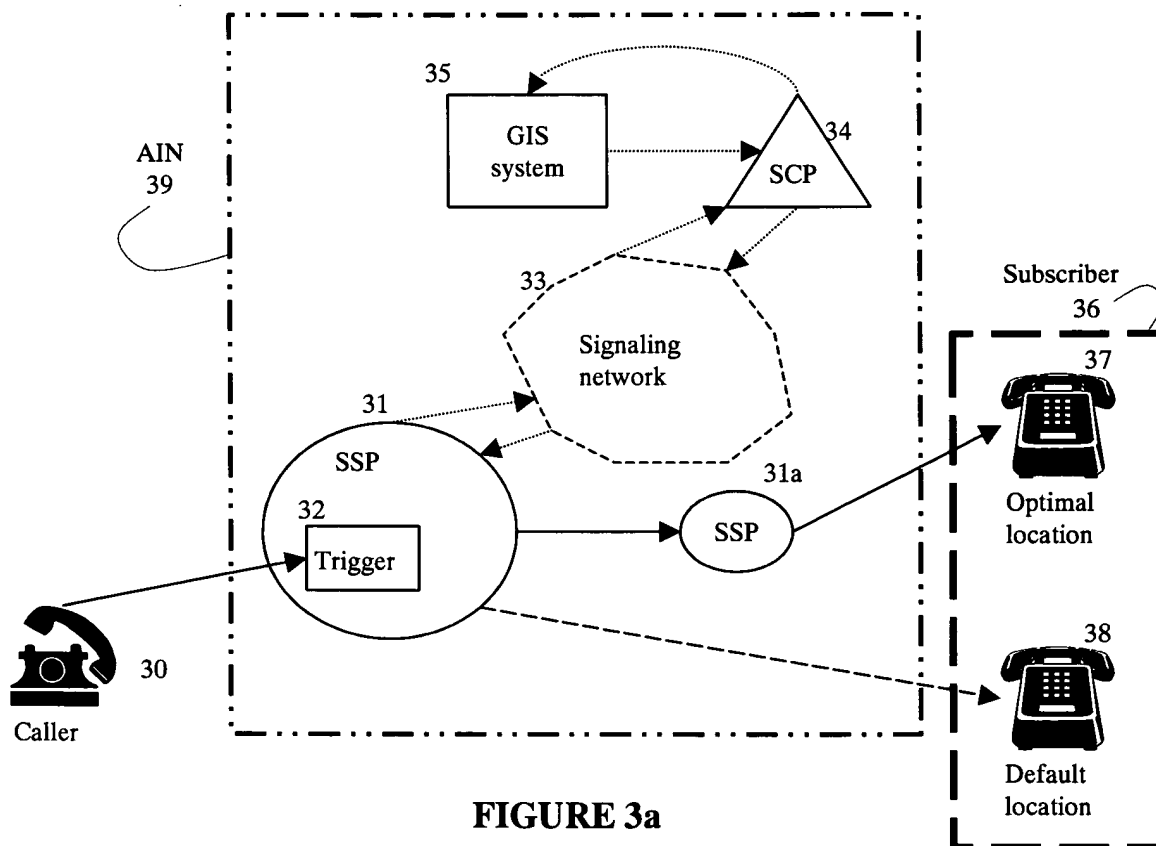 35
GIS
system
34
SCP
AIN
39
33
Signaling
network
Subscriber
36
37
Optimal
location
31
SSP
32
Trigger
31a
SSP
30
Caller
38
Default
location
FIGURE 3a